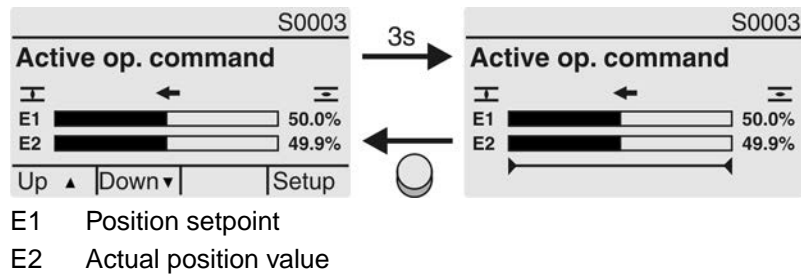 S0003
Active op. command
E1 50.0%
E2 49.9%
Up ▲ Down ▼ Setup
3s
S0003
Active op. command
E1 50.0%
E2 49.9%
E1 Position setpoint
E2 Actual position value